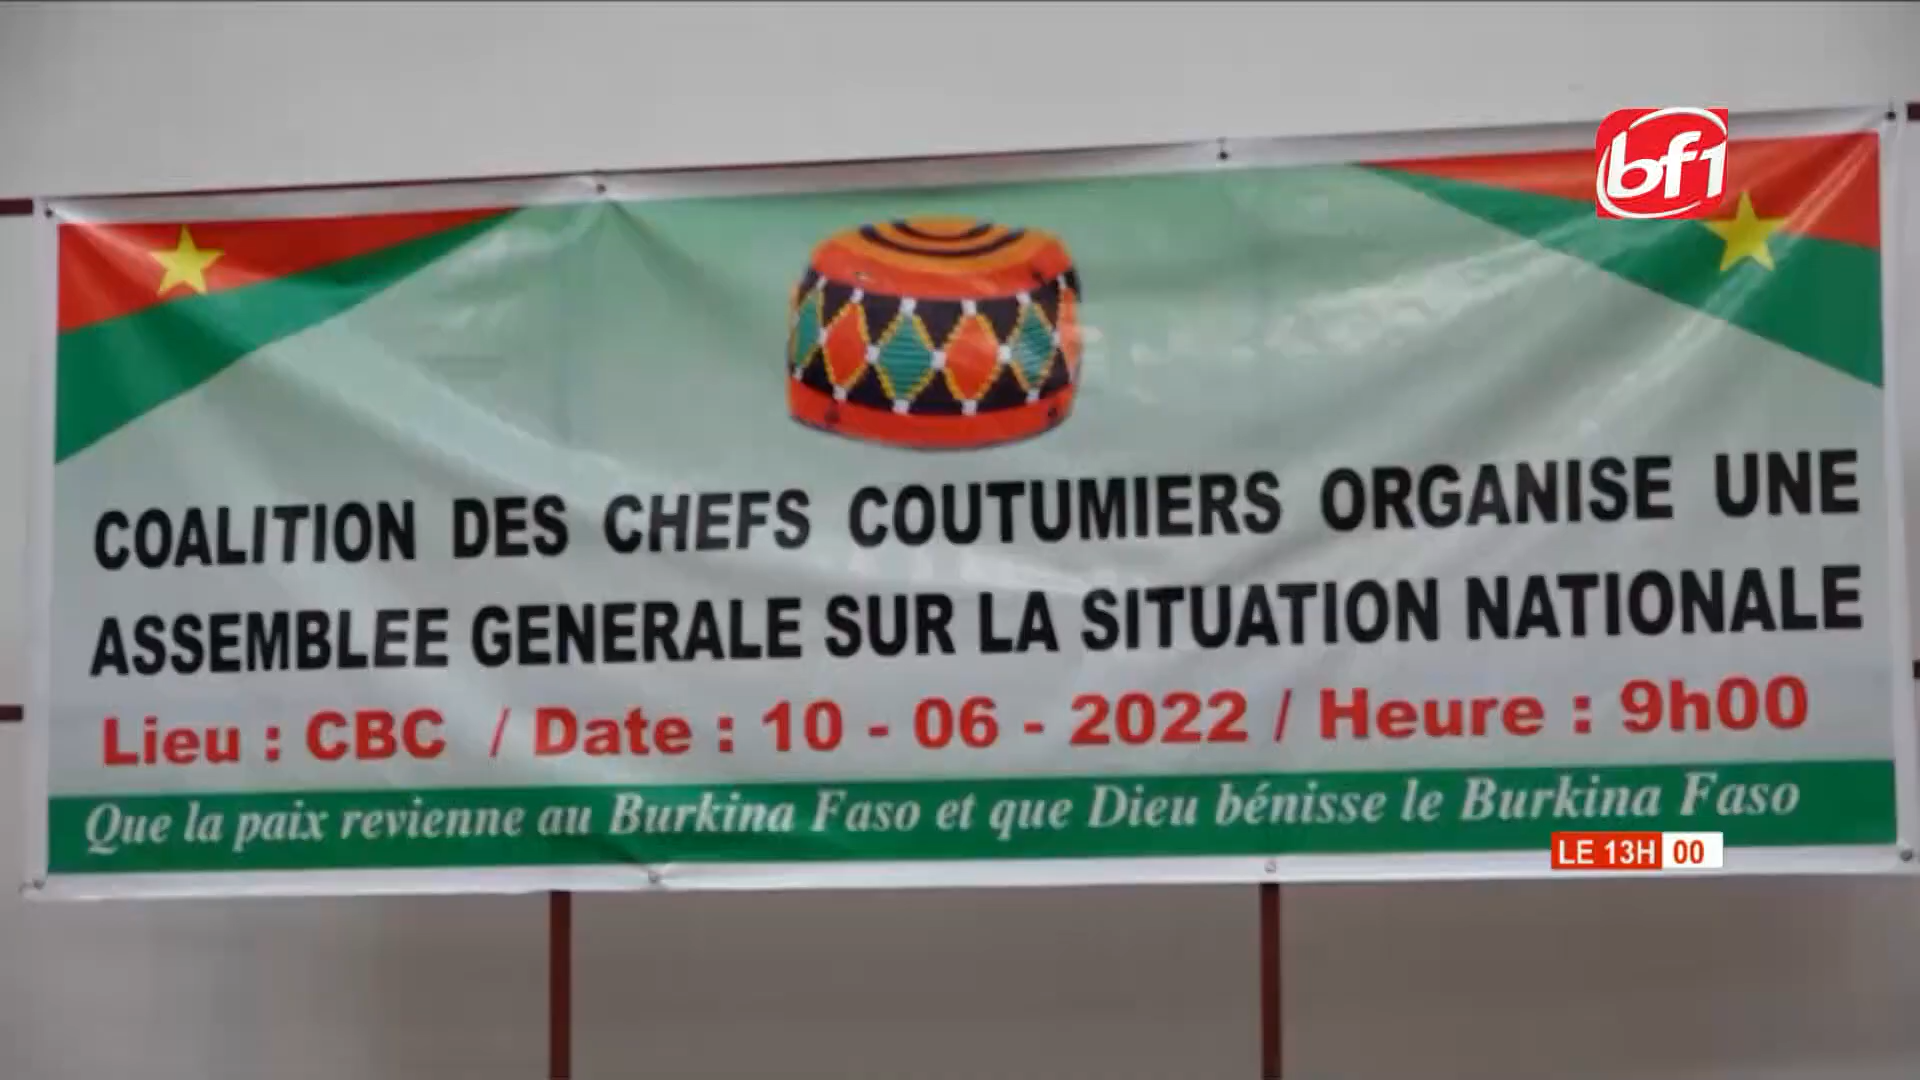 bf1
COALITION DES CHEFS COUTUMIERS ORGANISE UNE
ASSEMBLEE GENERALE SUR LA SITUATION NATIONALE
Lieu : CBC / Date : 10 - 06 - 2022 / Heure : 9h00
Que la paix revienne au Burkina Faso et que Dieu bénisse le Burkina Faso
LE 13H 00